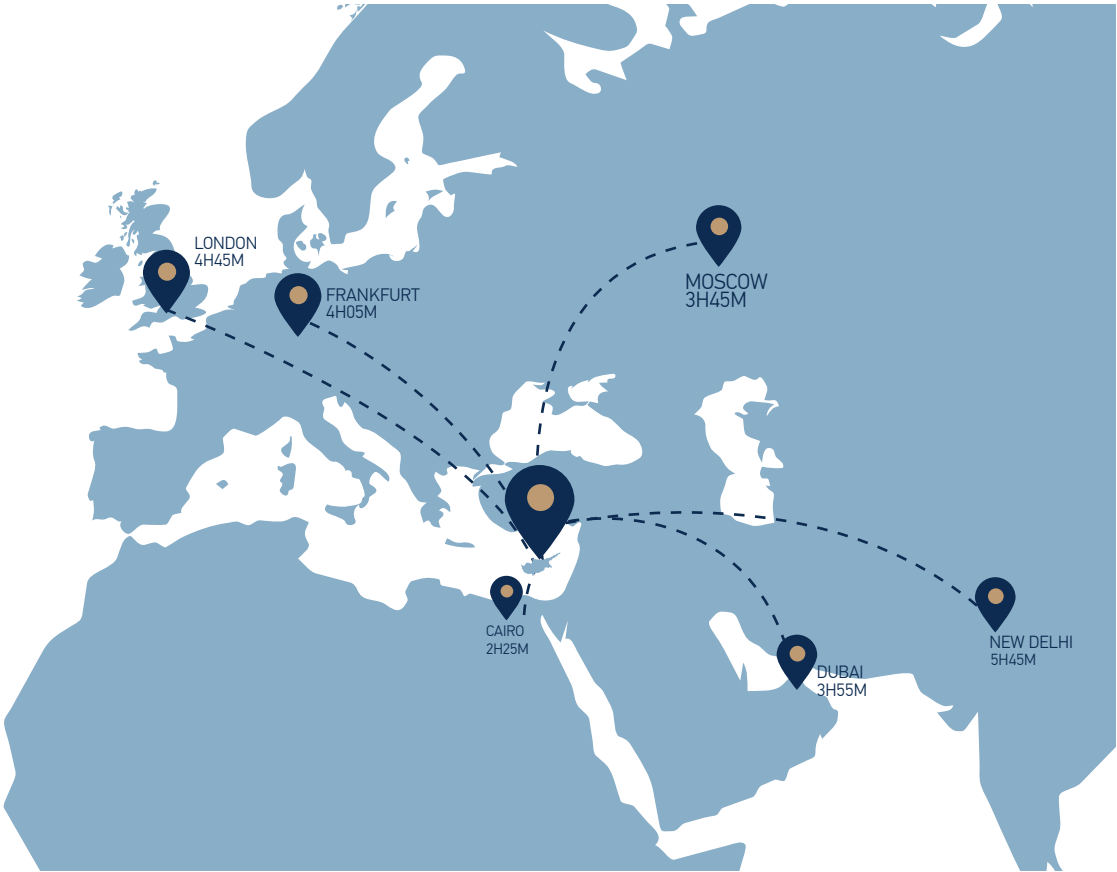 LONDON
4H45M
FRANKFURT
4H05M
MOSCOW
3H45M
CAIRO
2H25M
NEW DELHI
5H45M
DUBAI
3H55M